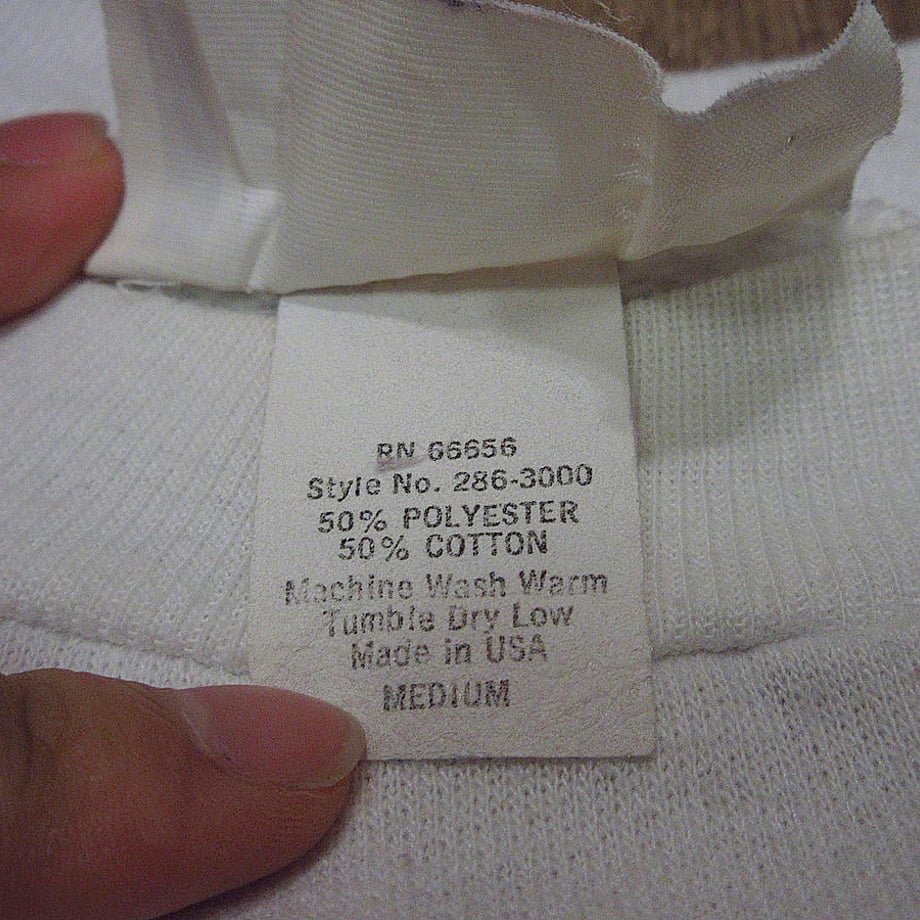 RN 66656
Style No. 286-3000
50% POLYESTER
50% COTTON
Machine Wash Warm
Tumble Dry Low
Made in USA
MEDIUM